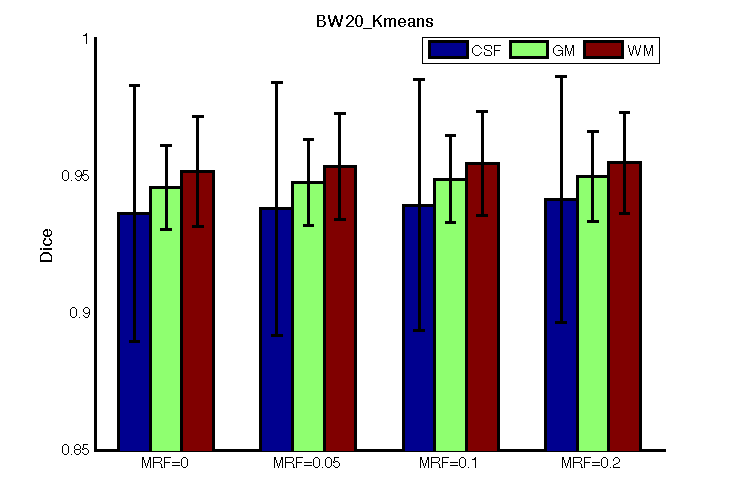 BW20_Kmeans
CSF GM WM
1
0.95
0.9
0.85
Dice
MRF=0 MRF=0.05 MRF=0.1 MRF=0.2